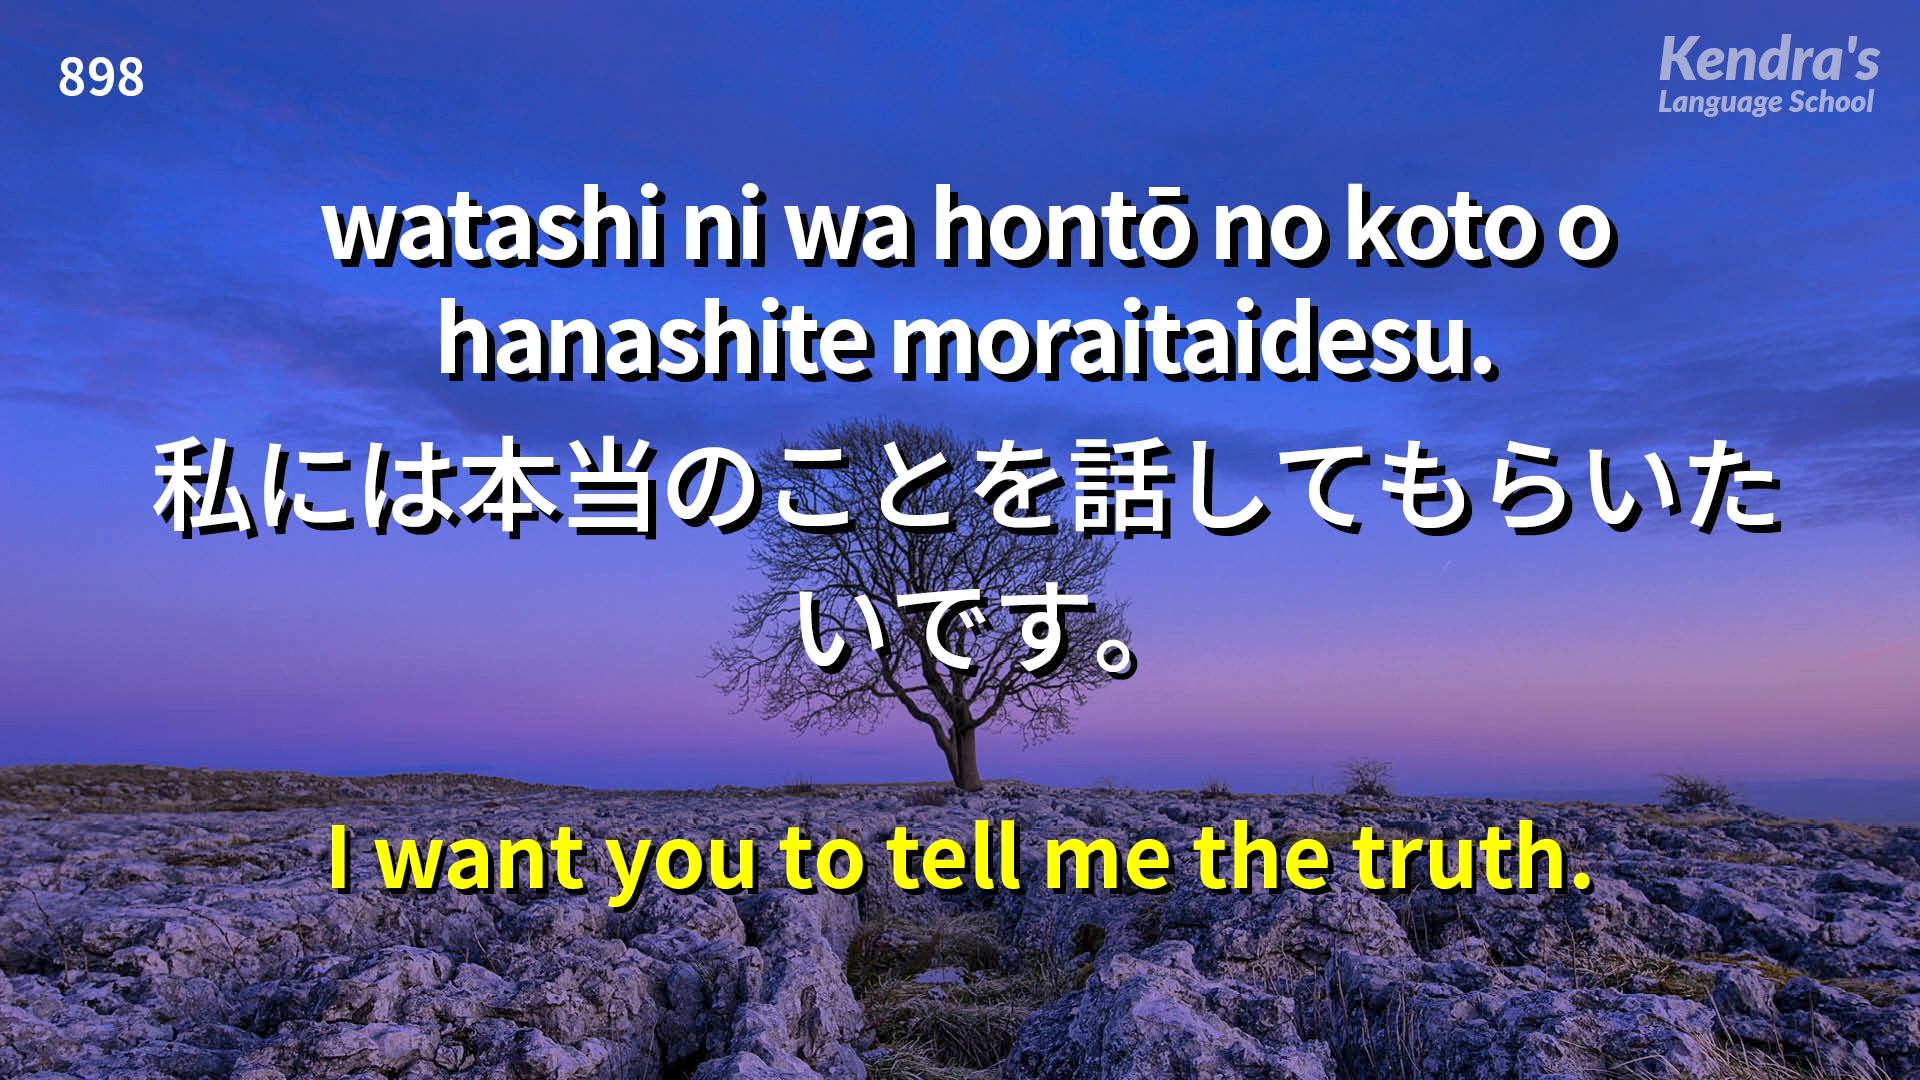 898
Kendra's
Language School
watashi ni wa hontō no koto o
hanashite moraitaidesu.
私には本当のことを話してもらいた
いです。
I want you to tell me the truth.